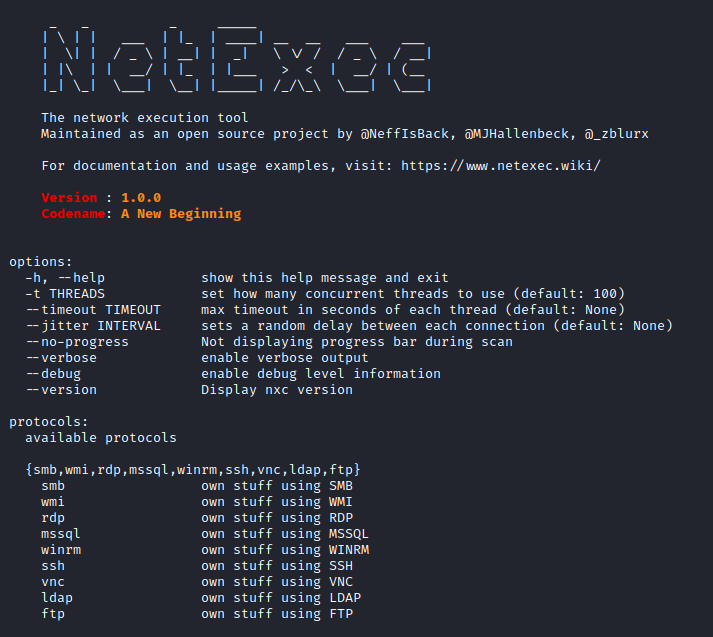 NetExec
The network execution tool
Maintained as an open source project by @NeffIsBack, @MJHallenbeck, @_zblurx
For documentation and usage examples, visit: https://www.netexec.wiki/
Version : 1.0.0
Codename: A New Beginning
options:
-h, --help show this help message and exit
-t THREADS set how many concurrent threads to use (default: 100)
--timeout TIMEOUT max timeout in seconds of each thread (default: None)
--jitter INTERVAL sets a random delay between each connection (default: None)
--no-progress Not displaying progress bar during scan
--verbose enable verbose output
--debug enable debug level information
--version Display nxc version
protocols:
available protocols
{smb,wmi,rdp,mssql,winrm,ssh,vnc,ldap,ftp}
smb own stuff using SMB
wmi own stuff using WMI
rdp own stuff using RDP
mssql own stuff using MSSQL
winrm own stuff using WINRM
ssh own stuff using SSH
vnc own stuff using VNC
ldap own stuff using LDAP
ftp own stuff using FTP